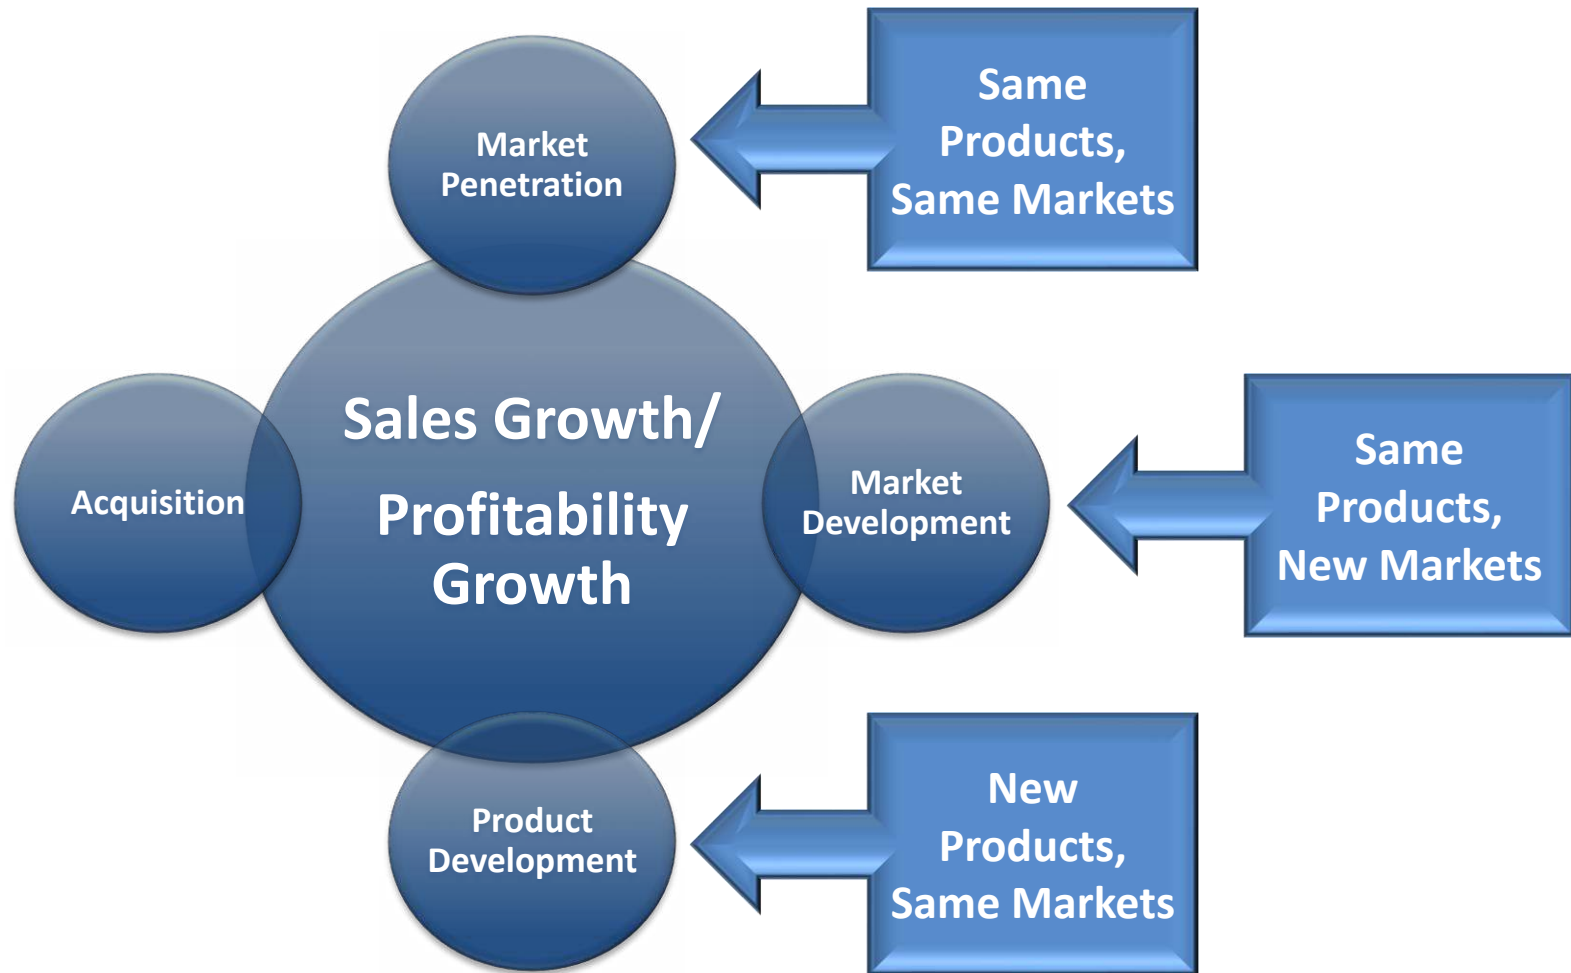 Market
Penetration
Same
Products,
Same Markets
Sales Growth/
Profitability
Growth
Acquisition
Market
Development
Same
Products,
New Markets
Product
Development
New
Products,
Same Markets